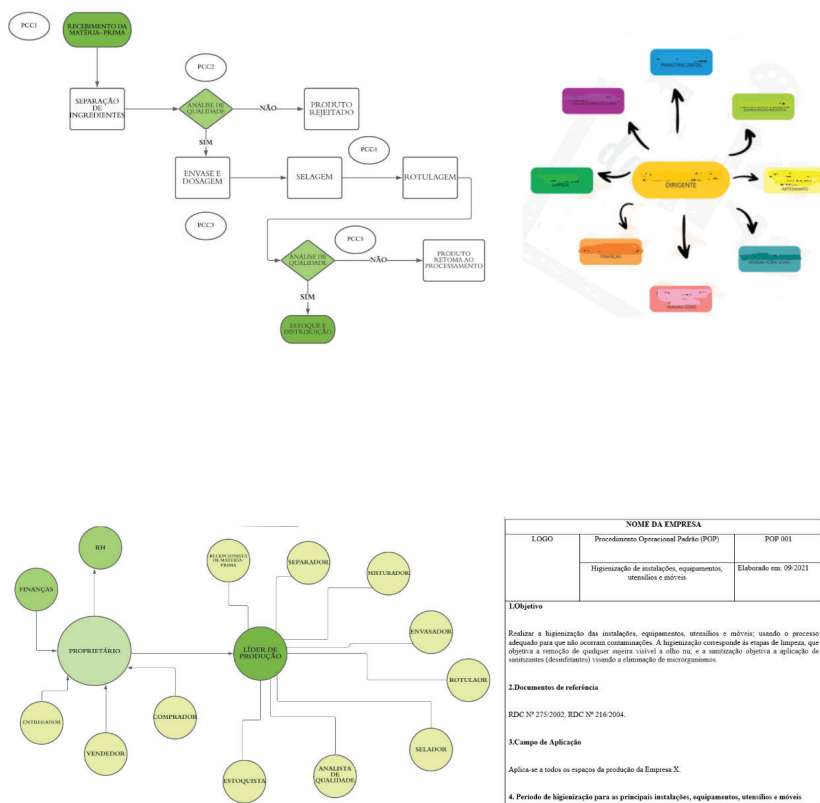 PCC1
RECEBIMENTO DA
MATÉRIA- PRIMA
PCC2
SEPARAÇÃO
DE
INGREDIENTES
ANÁLISE DE
QUALIDADE
NÃO
PRODUTO
REJEITADO
SIM
PCC4
ENVASE E
DOSAGEM
SELAGEM
ROTULAGEM
PCC3
PCC5
ANÁLISE DE
QUALIDADE
NÃO
PRODUTO
RETOMA AO
PROCESSAMENTO
SIM
ESTOQUE E
DISTRIBUIÇÃO
MARKETING DIGITAL
DIRIGENTE
ARTESANATO
FINANÇAS
RH
FINANÇAS
PROPRIETÁRIO
ENTREGADOR
VENDEDOR
COMPRADOR
RECEPCIONISTA
DE MATÉRIA
PRIMA
SEPARADOR
MISTURADOR
ENVASADOR
LÍDER DE
PRODUÇÃO
ROTULAOR
SELADOR
ESTOQUISTA
ANALISTA
DE
QUALIDADE
NOME DA EMPRESA
LOGO
Procedimento Operacional Padrão (POP)
POP 001
Higienização de instalações, equipamentos,
utensílios e móveis
Elaborado em: 09/2021
1.Objetivo
Realizar a higienização das instalações, equipamentos, utensílios e móveis; usando o processo
adequado para que não ocorram contaminações. A higienização corresponde às etapas de limpeza, que
objetiva a remoção de qualquer sujeira visível a olho nu, e a sanitização objetiva a aplicação de
sanitizantes (desinfetantes) visando a eliminação de microrganismos.
2.Documentos de referência
RDC Nº 275/2002, RDC Nº 216/2004.
3.Campo de Aplicação
Aplica-se a todos os espaços da produção da Empresa X.
4. Período de higienização para as principais instalações, equipamentos, utensílios e móveis